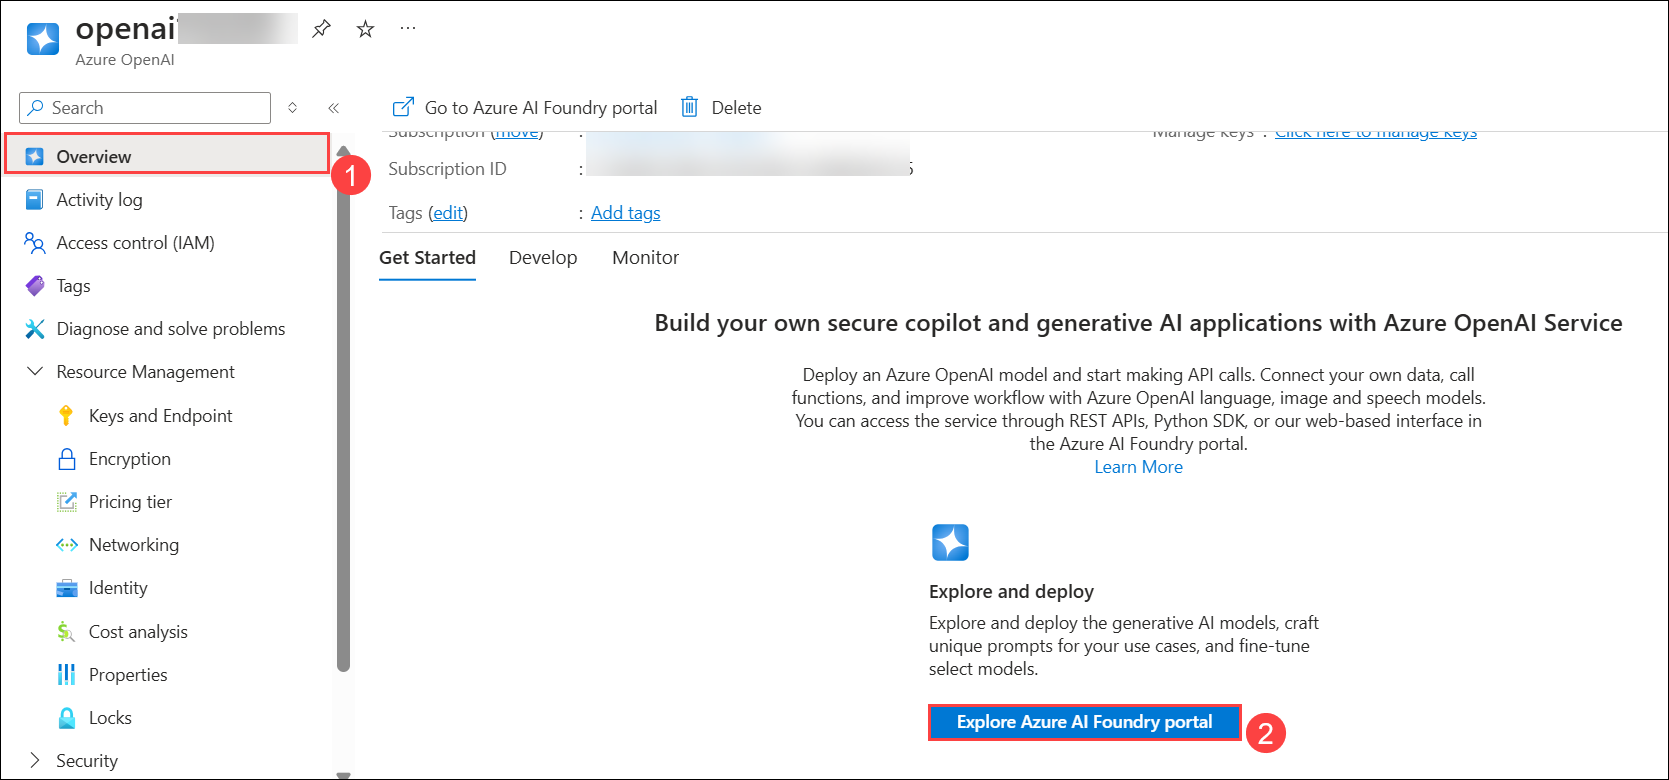 openai
Azure OpenAI
Search
Go to Azure AI Foundry portal
Delete
Overview
1
Activity log
Access control (IAM)
Tags
Diagnose and solve problems
Resource Management
Keys and Endpoint
Encryption
Pricing tier
Networking
Identity
Cost analysis
Properties
Locks
Security
Subscription (move) :
Manage keys : Click here to manage keys
Subscription ID :
Tags (edit) : Add tags
Get Started Develop Monitor
Build your own secure copilot and generative AI applications with Azure OpenAI Service
Deploy an Azure OpenAI model and start making API calls. Connect your own data, call
functions, and improve workflow with Azure OpenAI language, image and speech models.
You can access the service through REST APIs, Python SDK, or our web-based interface in
the Azure AI Foundry portal.
Learn More
Explore and deploy
Explore and deploy the generative AI models, craft
unique prompts for your use cases, and fine-tune
select models.
Explore Azure AI Foundry portal
2